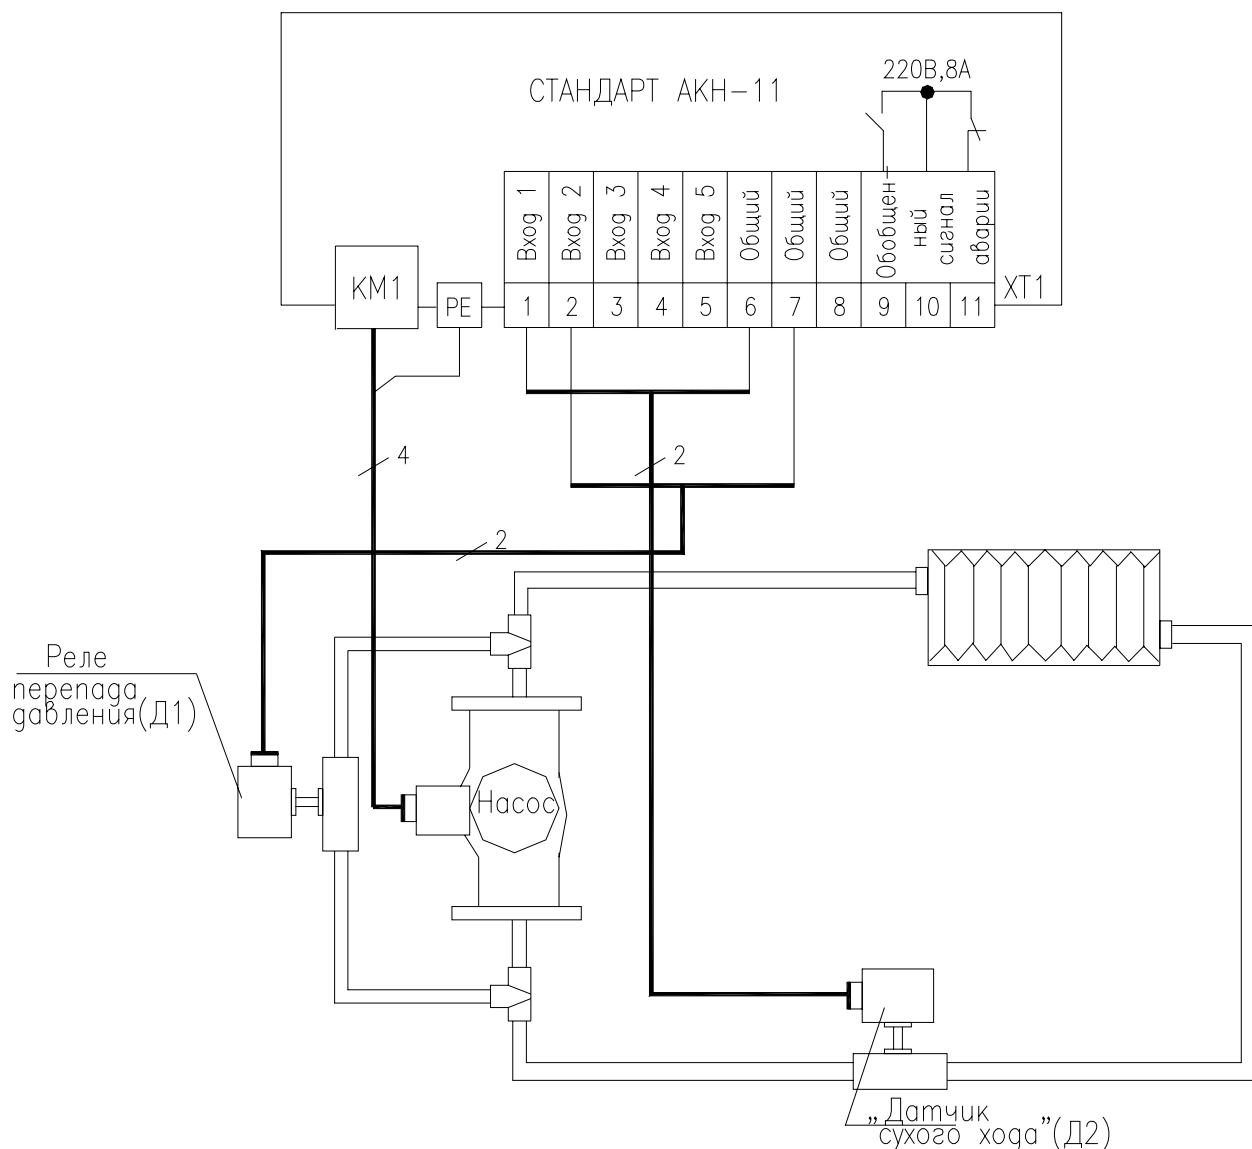 220В,8А
СТАНДАРТ АКН-11
Вход 1
Вход 2
Вход 3
Вход 4
Вход 5
Общий
Общий
Общий
Обобщен
ный
сигнал
аварии
КМ1
РЕ
1 2 3 4 5 6 7 8 9 10 11
ХТ1
4
2
2
Реле
перепада
давления(Д1)
Насос
„Датчик
сухого хода"(Д2)